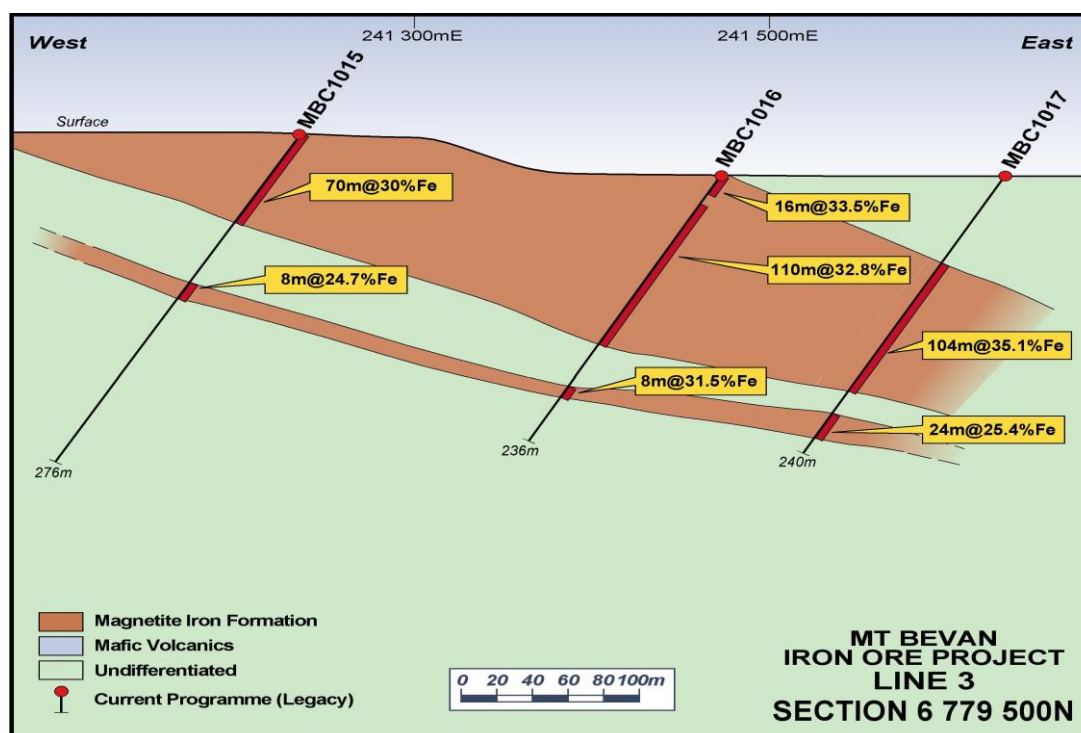 West
241 300mE
241 500mE
East
Surface
MBC1015
MBC1016
MBC1017
70m@30%Fe
16m@33.5%Fe
8m@24.7%Fe
110m@32.8%Fe
104m@35.1%Fe
8m@31.5%Fe
24m@25.4%Fe
276m
236m
240m
Magnetite Iron Formation
Mafic Volcanics
Undifferentiated
Current Programme (Legacy)
0 20 40 60 80 100m
MT BEVAN
IRON ORE PROJECT
LINE 3
SECTION 6 779 500N